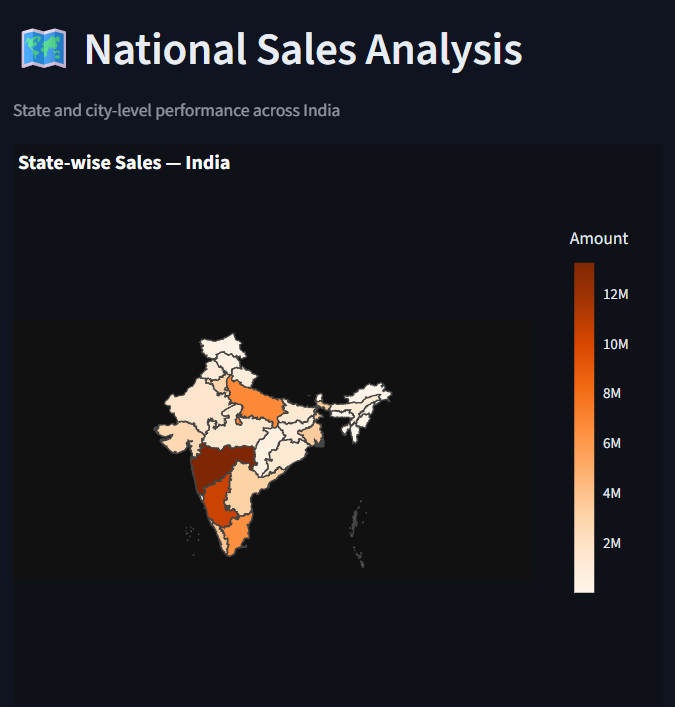 National Sales Analysis
State and city-level performance across India
State-wise Sales — India
Amount
12M
10M
8M
6M
4M
2M